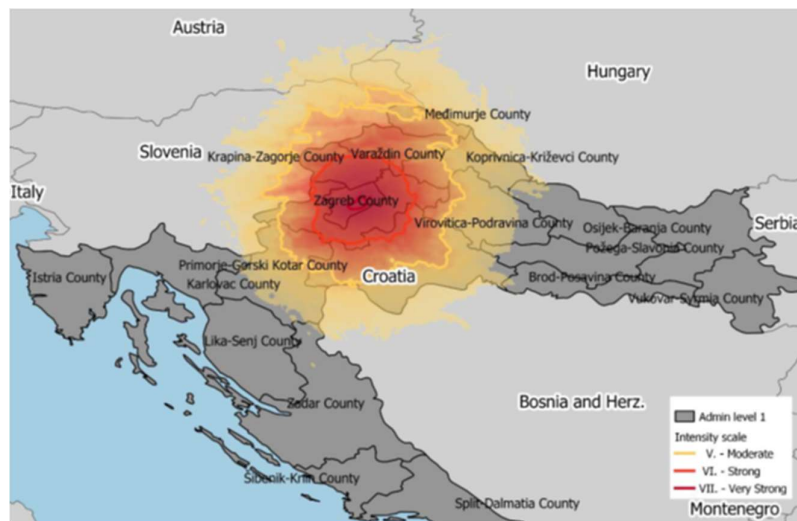 Austria
Hungary
Međimurje County
Slovenia
Krapina-Zagorje County
Varaždin County
Koprivnica-Križevci County
Italy
Zagreb County
Virovitica-Podravina County
Osijek-Baranja County
Serbia
Požega-Slavonia County
Primorje-Gorski Kotar County
Croatia
Istria County
Karlovac County
Brod-Posavina County
Vukovar-Syrmia County
Lika-Senj County
Zadar County
Bosnia and Herz.
Admin level 1
Intensity scale
V. - Moderate
VI. - Strong
VII. - Very Strong
Šibenik-Knin County
Split-Dalmatia County
Montenegro